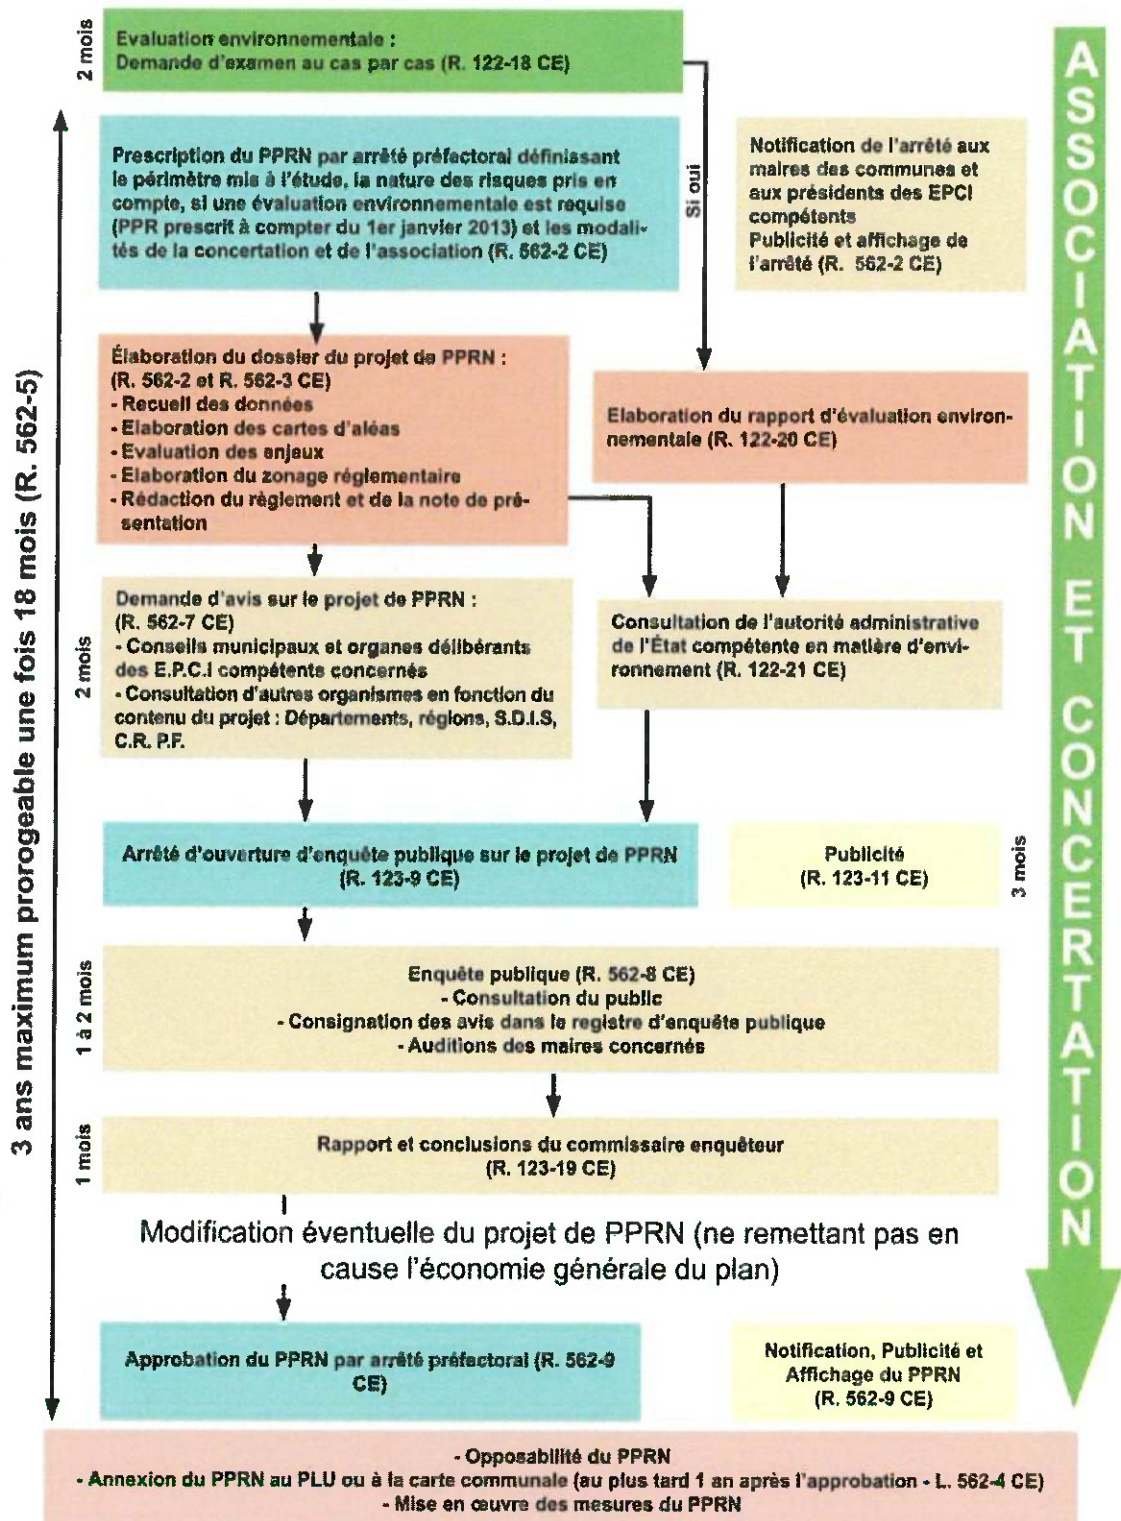 2 mois
Evaluation environnementale :
Demande d'examen au cas par cas (R. 122-18 CE)
3 ans maximum prorogeable une fois 18 mois (R. 562-5)
Prescription du PPRN par arrêté préfectoral définissant
le périmètre mis à l'étude, la nature des risques pris en
compte, si une évaluation environnementale est requise
(PPR prescrit à compter du 1er janvier 2013) et les modali-
tés de la concertation et de l'association (R. 562-2 CE)
Si oui
Notification de l'arrêté aux
maires des communes et
aux présidents des EPCI
compétents
Publicité et affichage de
l'arrêté (R. 562-2 CE)
ASSOCIATION ET CONCERTATION
Élaboration du dossier du projet de PPRN :
(R. 562-2 et R. 562-3 CE)
- Recueil des données
- Elaboration des cartes d'aléas
- Evaluation des enjeux
- Elaboration du zonage réglementaire
- Rédaction du règlement et de la note de pré-
sentation
Elaboration du rapport d'évaluation environ-
nementale (R. 122-20 CE)
2 mois
Demande d'avis sur le projet de PPRN :
(R. 562-7 CE)
- Conseils municipaux et organes délibérants
des E.P.C.I compétents concernés
- Consultation d'autres organismes en fonction du
contenu du projet : Départements, régions, S.D.I.S,
C.R. P.F.
Consultation de l'autorité administrative
de l'État compétente en matière d'envi-
ronnement (R. 122-21 CE)
Arrêté d'ouverture d'enquête publique sur le projet de PPRN
(R. 123-9 CE)
Publicité
(R. 123-11 CE)
3 mois
1 à 2 mois
Enquête publique (R. 562-8 CE)
- Consultation du public
- Consignation des avis dans le registre d'enquête publique
- Auditions des maires concernés
1 mois
Rapport et conclusions du commissaire enquêteur
(R. 123-19 CE)
Modification éventuelle du projet de PPRN (ne remettant pas en
cause l'économie générale du plan)
Approbation du PPRN par arrêté préfectoral (R. 562-9
CE)
Notification, Publicité et
Affichage du PPRN
(R. 562-9 CE)
- Opposabilité du PPRN
- Annexion du PPRN au PLU ou à la carte communale (au plus tard 1 an après l'approbation - L. 562-4 CE)
- Mise en œuvre des mesures du PPRN